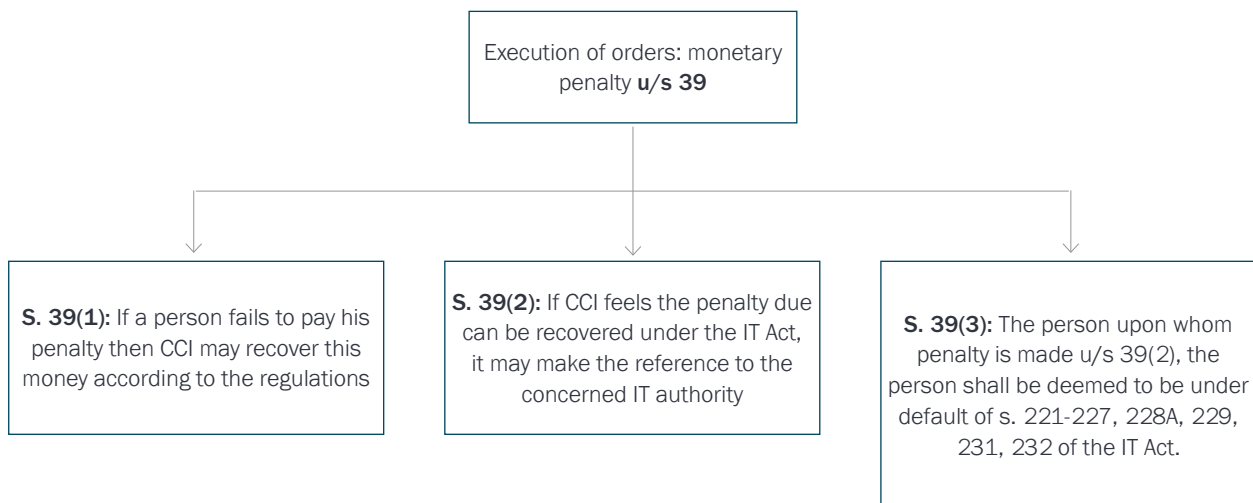 Execution of orders: monetary
penalty u/s 39
S. 39(1): If a person fails to pay his
penalty then CCI may recover this
money according to the regulations
S. 39(2): If CCI feels the penalty due
can be recovered under the IT Act,
it may make the reference to the
concerned IT authority
S. 39(3): The person upon whom
penalty is made u/s 39(2), the
person shall be deemed to be under
default of s. 221-227, 228A, 229,
231, 232 of the IT Act.